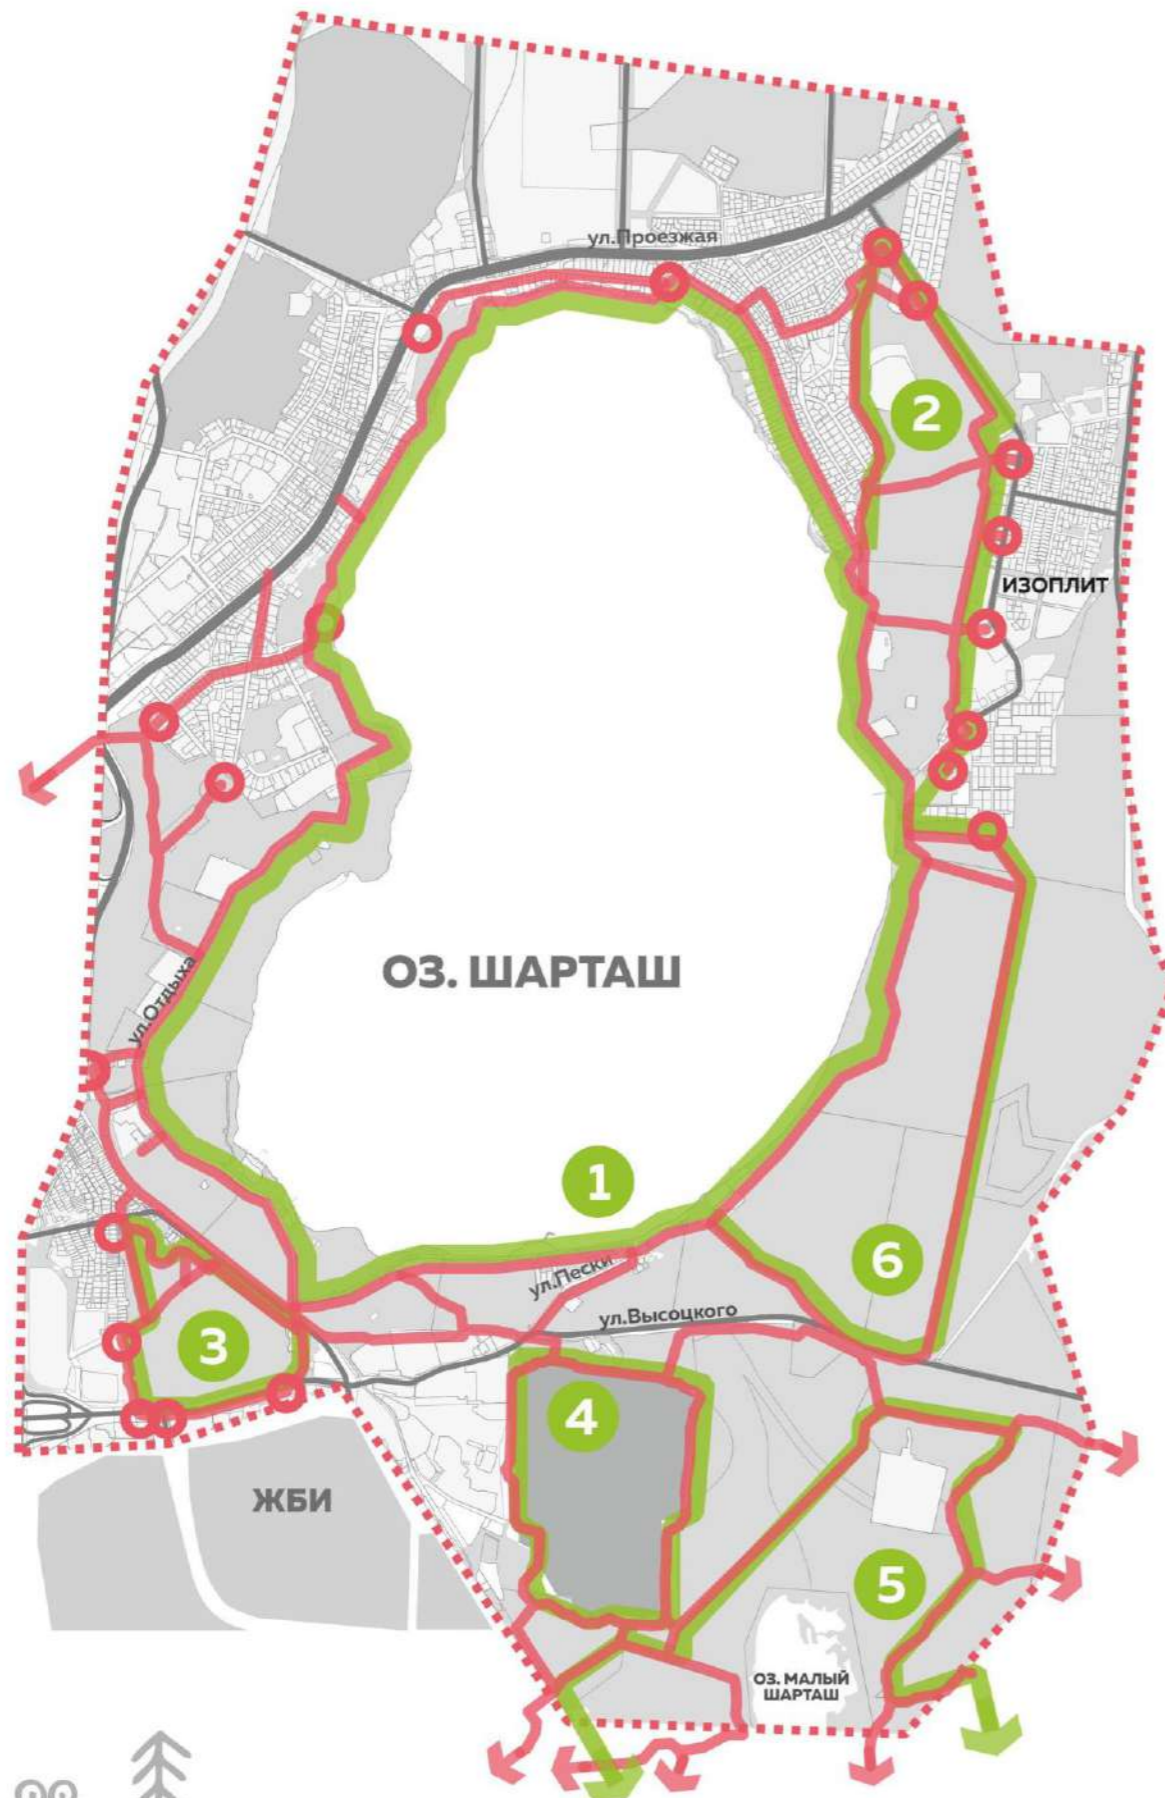 ул.Проезжая
2
ИЗОПЛИТ
ОЗ. ШАРТАШ
ул.Отдыха
1
ул.Пески
6
ул.Высоцкого
3
4
ЖБИ
5
ОЗ. МАЛЫЙ
ШАРТАШ